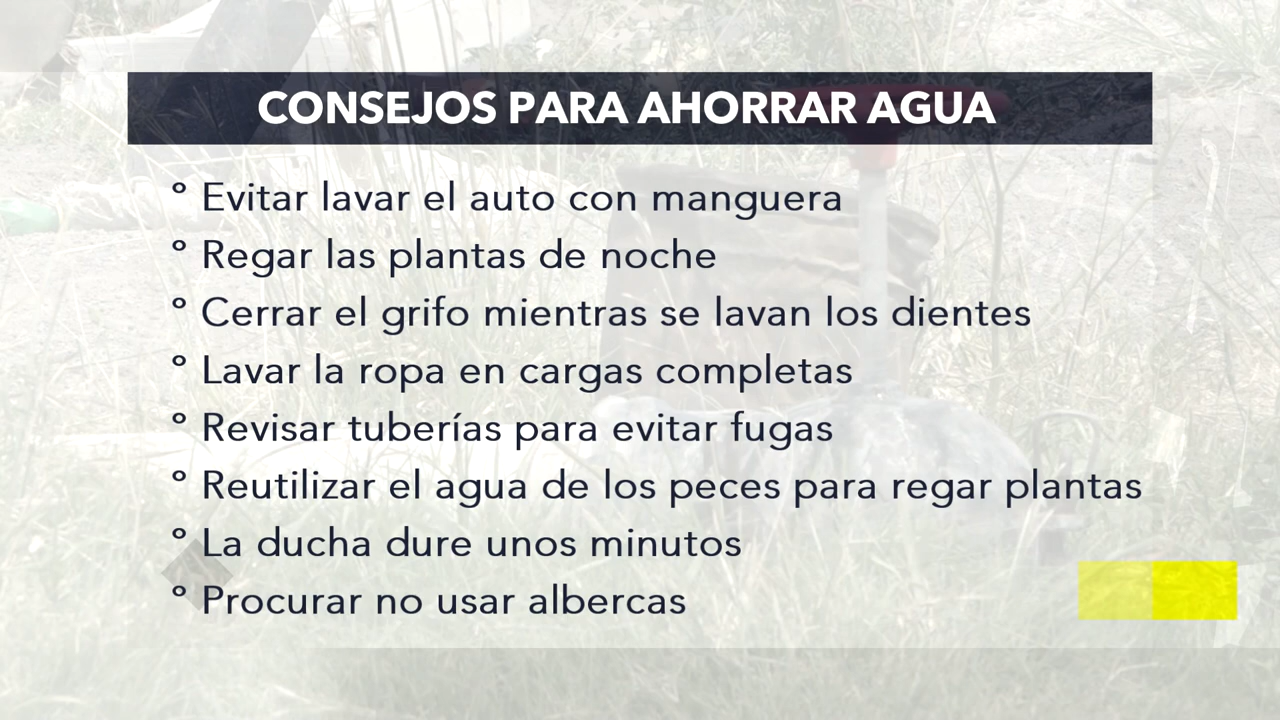 CONSEJOS PARA AHORRAR AGUA
º Evitar lavar el auto con manguera
º Regar las plantas de noche
º Cerrar el grifo mientras se lavan los dientes
º Lavar la ropa en cargas completas
º Revisar tuberías para evitar fugas
º Reutilizar el agua de los peces para regar plantas
º La ducha dure unos minutos
º Procurar no usar albercas